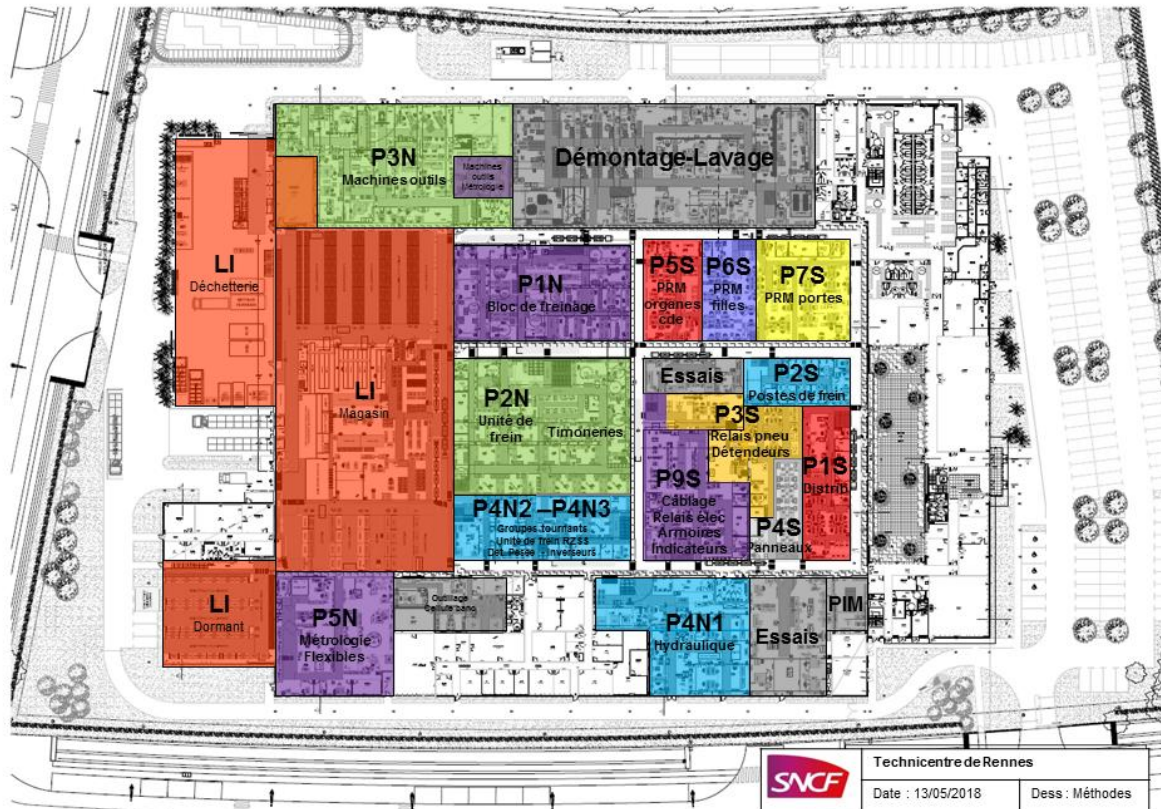 P3N
Machines outils
Machines
outils
Métrologie
Démontage-Lavage
LI
Déchetterie
P1N
Bloc de freinage
P5S
PRM
organes
cde
P6S
PRM
filles
P7S
PRM portes
LI
Magasin
P2N
Unité de
frein
Timoneries
Essais
P2S
Postes de frein
P3S
Relais pneu
Détendeurs
P1S
Distrib
P9S
Câblage
Relais élec
Armoires
Indicateurs
P4S
Panneaux
P4N2 –P4N3
Groupes tournants
Unité de frein RZSS
Det. Pesée - Inverseurs
LI
Dormant
P5N
Métrologie
Flexibles
Outillage
Cellule banc
P4N1
Hydraulique
Essais
PIM
SNCF
Technicentre de Rennes
Date : 13/05/2018
Dess : Méthodes